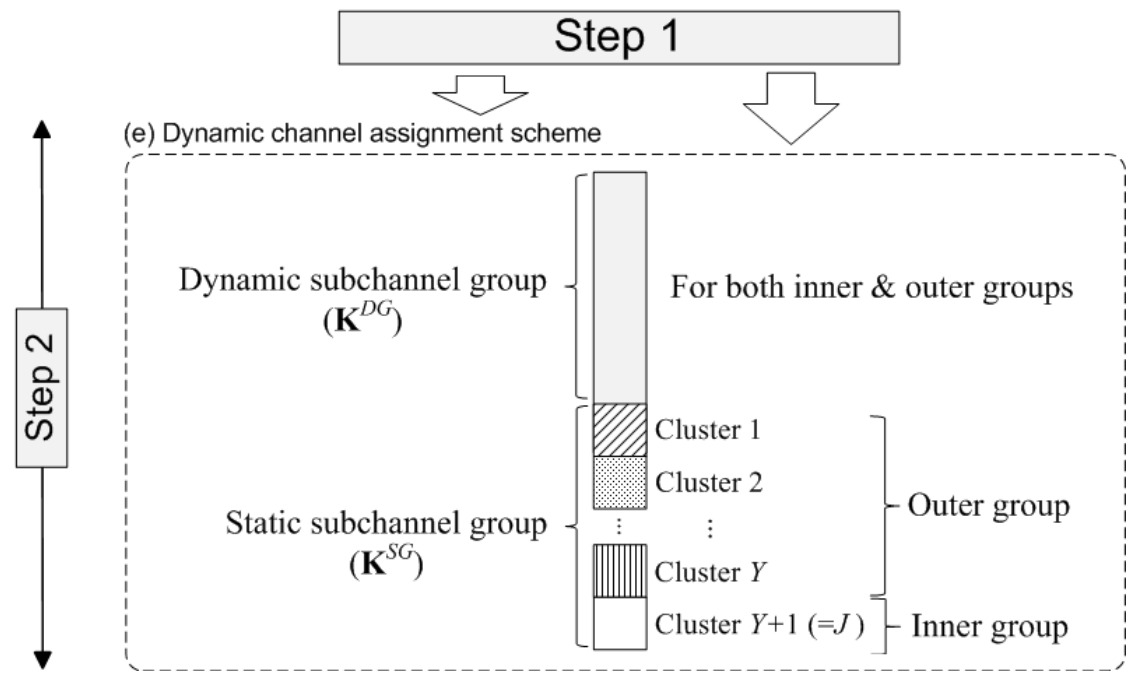 Step 1
(e) Dynamic channel assignment scheme
Step 2
Dynamic subchannel group
(K^DG)
For both inner & outer groups
Cluster 1
Cluster 2
⋮ ⋮
Cluster Y
Cluster Y+1 (=J)
Static subchannel group
(K^SG)
Outer group
Inner group